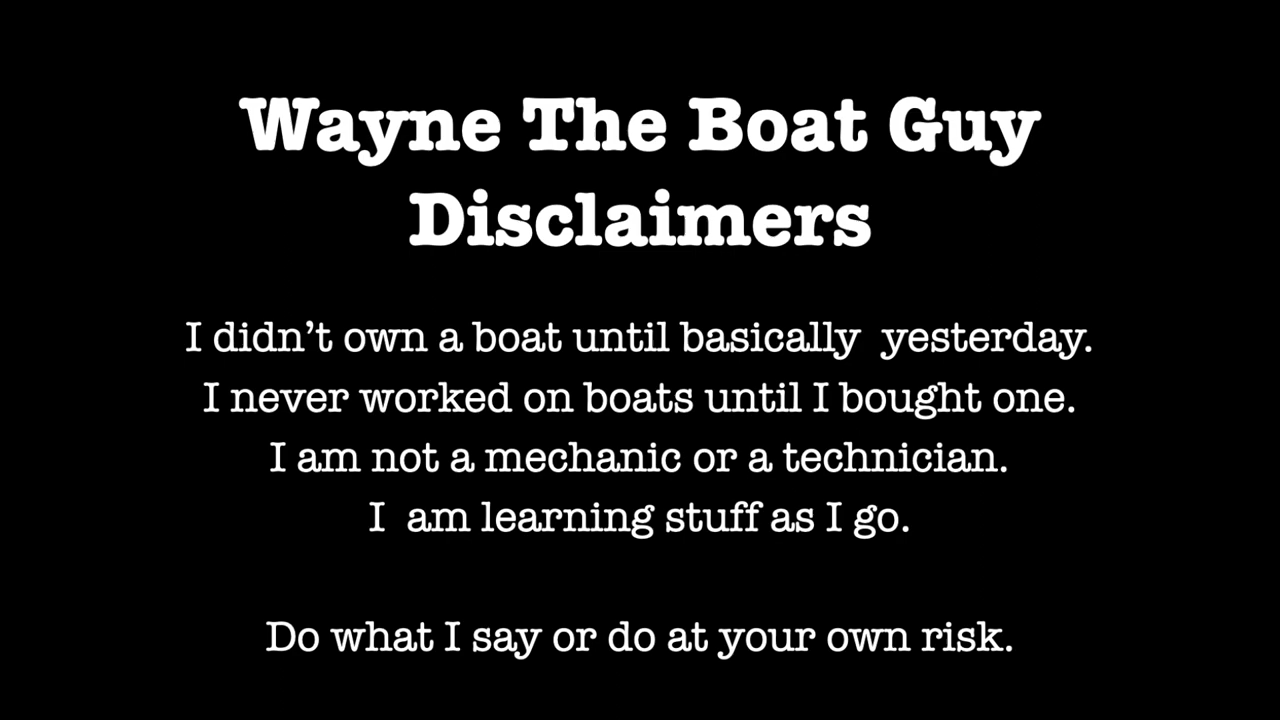 Wayne The Boat Guy
Disclaimers
I didn’t own a boat until basically  yesterday.
I never worked on boats until I bought one.
I am not a mechanic or a technician.
I  am learning stuff as I go.
Do what I say or do at your own risk.